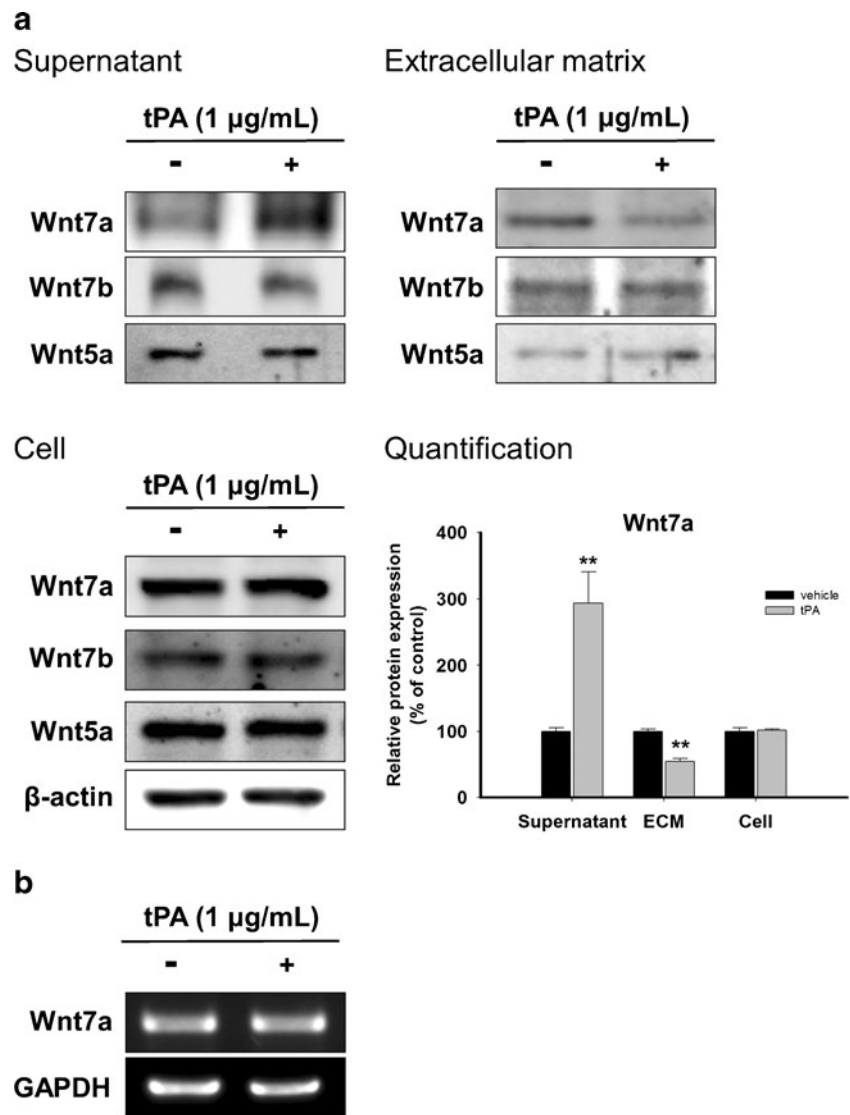 a
Supernatant
tPA (1 µg/mL)
- +
Wnt7a
Wnt7b
Wnt5a
Extracellular matrix
tPA (1 µg/mL)
- +
Wnt7a
Wnt7b
Wnt5a
Cell
tPA (1 µg/mL)
- +
Wnt7a
Wnt7b
Wnt5a
β-actin
Quantification
Wnt7a
Relative protein expression
(% of control)
400
300
200
100
0
**
**
vehicle
tPA
Supernatant ECM Cell
b
tPA (1 µg/mL)
- +
Wnt7a
GAPDH